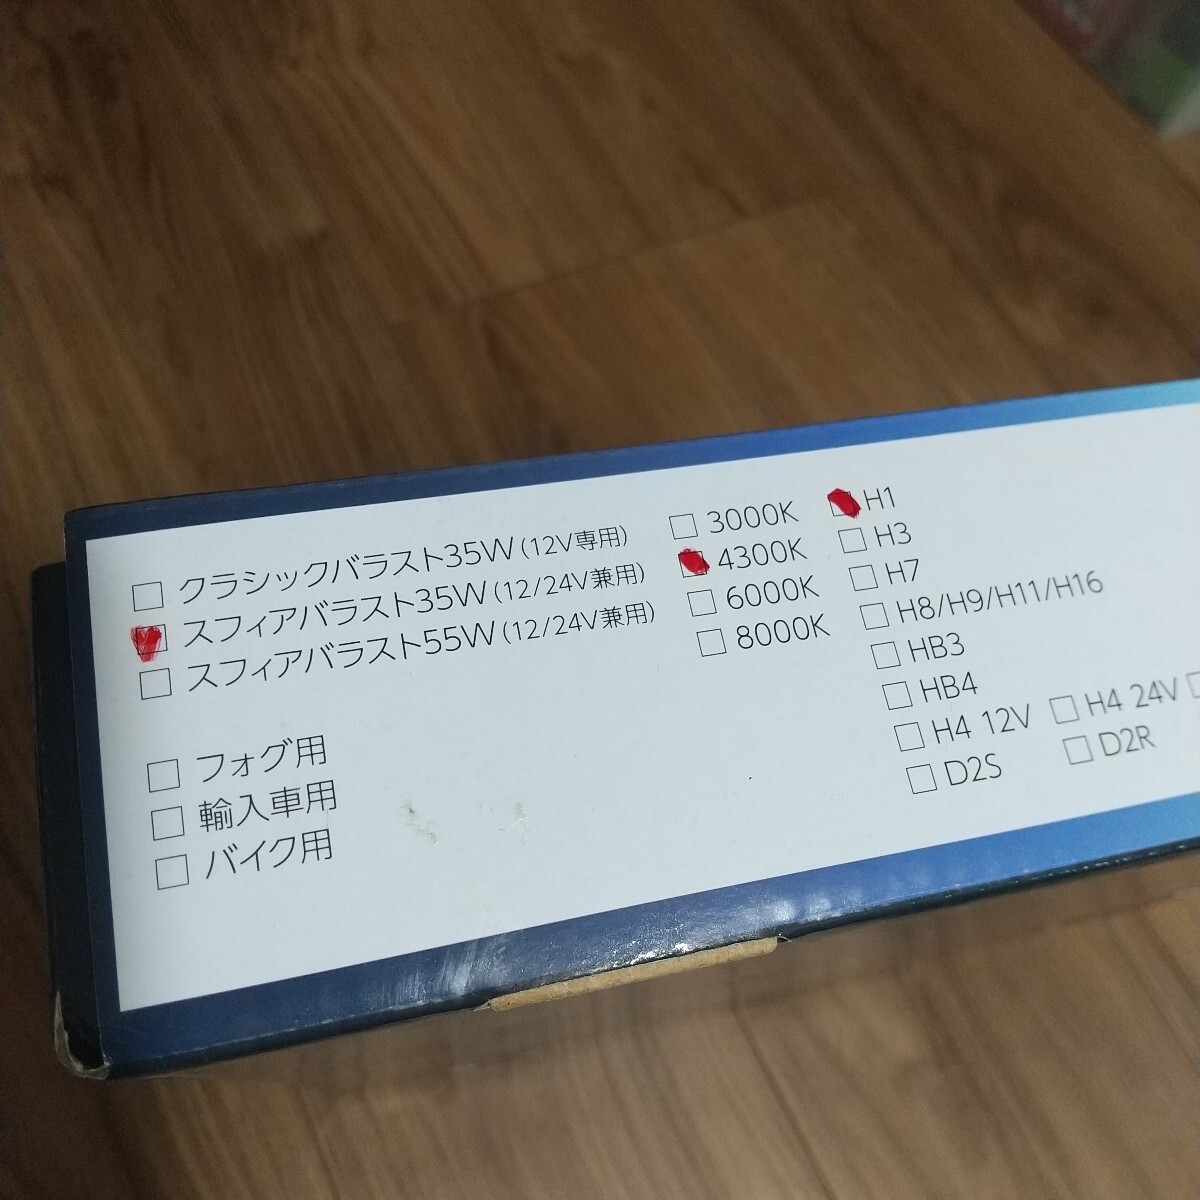 クラシックバラスト35W(12V専用)
スフィアバラスト35W(12/24V兼用)
スフィアバラスト55W(12/24V兼用)
フォグ用
輸入車用
バイク用
3000K
4300K
6000K
8000K
H1
H3
H7
H8/H9/H11/H16
HB3
HB4
H4 12V H4 24V
D2S D2R